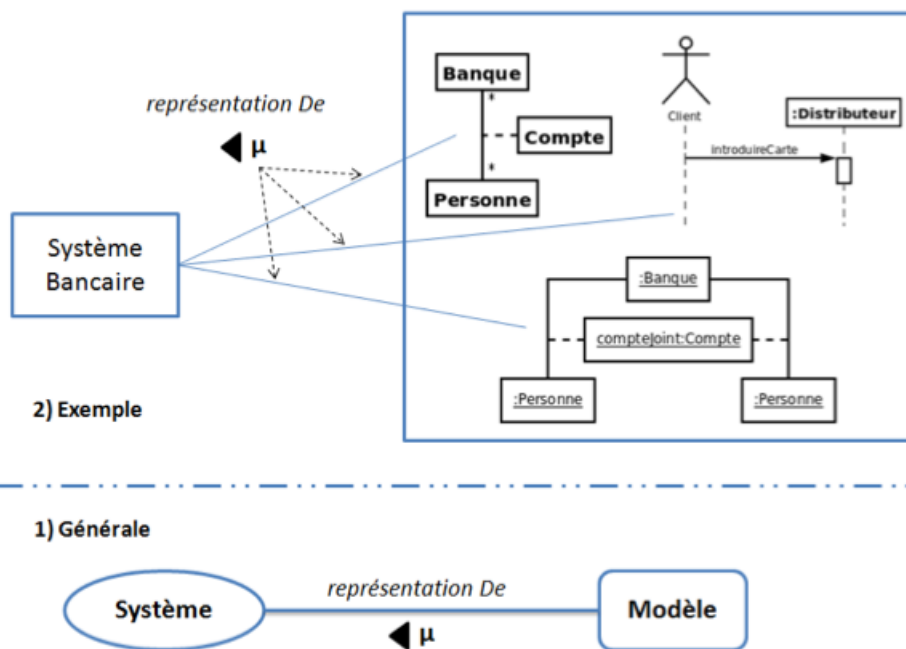 représentation De
◀ μ
Système
Bancaire
Banque
*
Compte
*
Personne
Client
:Distributeur
introduireCarte
:Banque
compteJoint:Compte
:Personne
:Personne
2) Exemple
1) Générale
Système
représentation De
◀ μ
Modèle